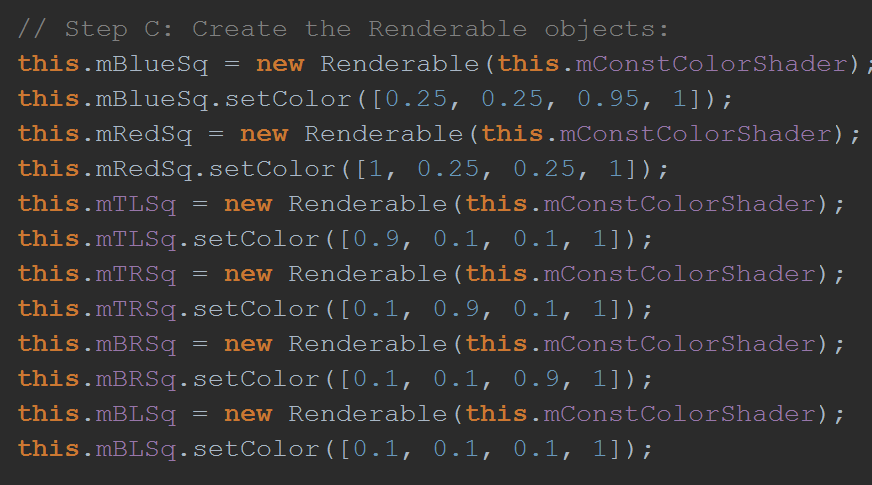 // Step C: Create the Renderable objects:
this.mBlueSq = new Renderable(this.mConstColorShader);
this.mBlueSq.setColor([0.25, 0.25, 0.95, 1]);
this.mRedSq = new Renderable(this.mConstColorShader);
this.mRedSq.setColor([1, 0.25, 0.25, 1]);
this.mTLSq = new Renderable(this.mConstColorShader);
this.mTLSq.setColor([0.9, 0.1, 0.1, 1]);
this.mTRSq = new Renderable(this.mConstColorShader);
this.mTRSq.setColor([0.1, 0.9, 0.1, 1]);
this.mBRSq = new Renderable(this.mConstColorShader);
this.mBRSq.setColor([0.1, 0.1, 0.9, 1]);
this.mBLSq = new Renderable(this.mConstColorShader);
this.mBLSq.setColor([0.1, 0.1, 0.1, 1]);